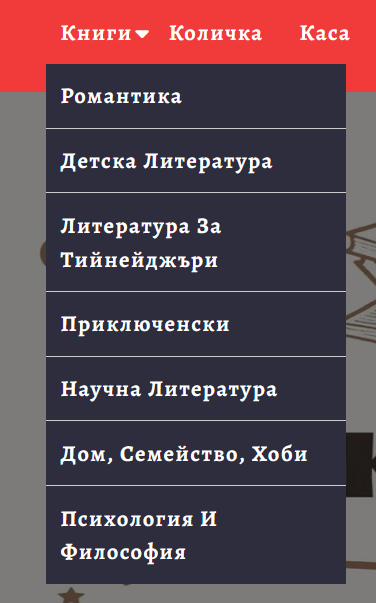 Книги Количка Каса
Романтика
Детска Литература
Литература За
Тийнейджъри
Приключенски
Научна Литература
Дом, Семейство, Хоби
Психология И
Философия